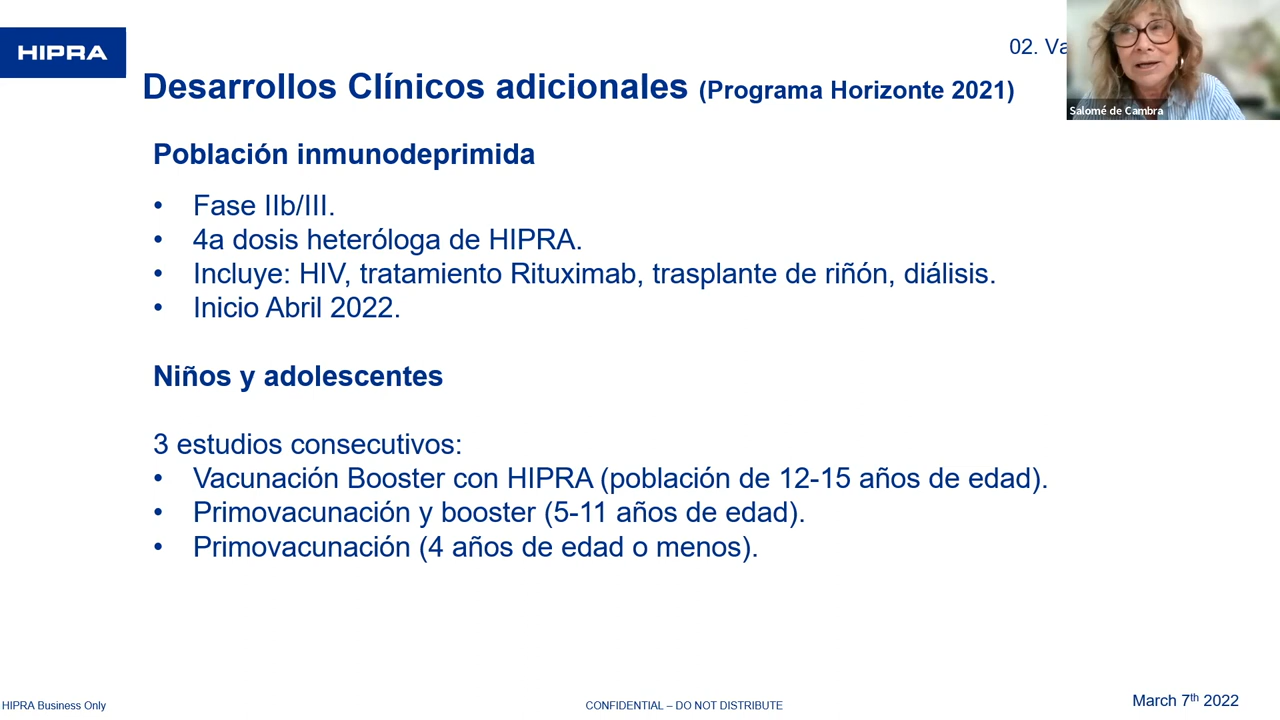 HIPRA
02. Va
Desarrollos Clínicos adicionales (Programa Horizonte 2021)
Salomé de Cambra
Población inmunodeprimida
• Fase IIb/III.
• 4a dosis heteróloga de HIPRA.
• Incluye: HIV, tratamiento Rituximab, trasplante de riñón, diálisis.
• Inicio Abril 2022.
Niños y adolescentes
3 estudios consecutivos:
• Vacunación Booster con HIPRA (población de 12-15 años de edad).
• Primovacunación y booster (5-11 años de edad).
• Primovacunación (4 años de edad o menos).
HIPRA Business Only
CONFIDENTIAL – DO NOT DISTRIBUTE
March 7th 2022